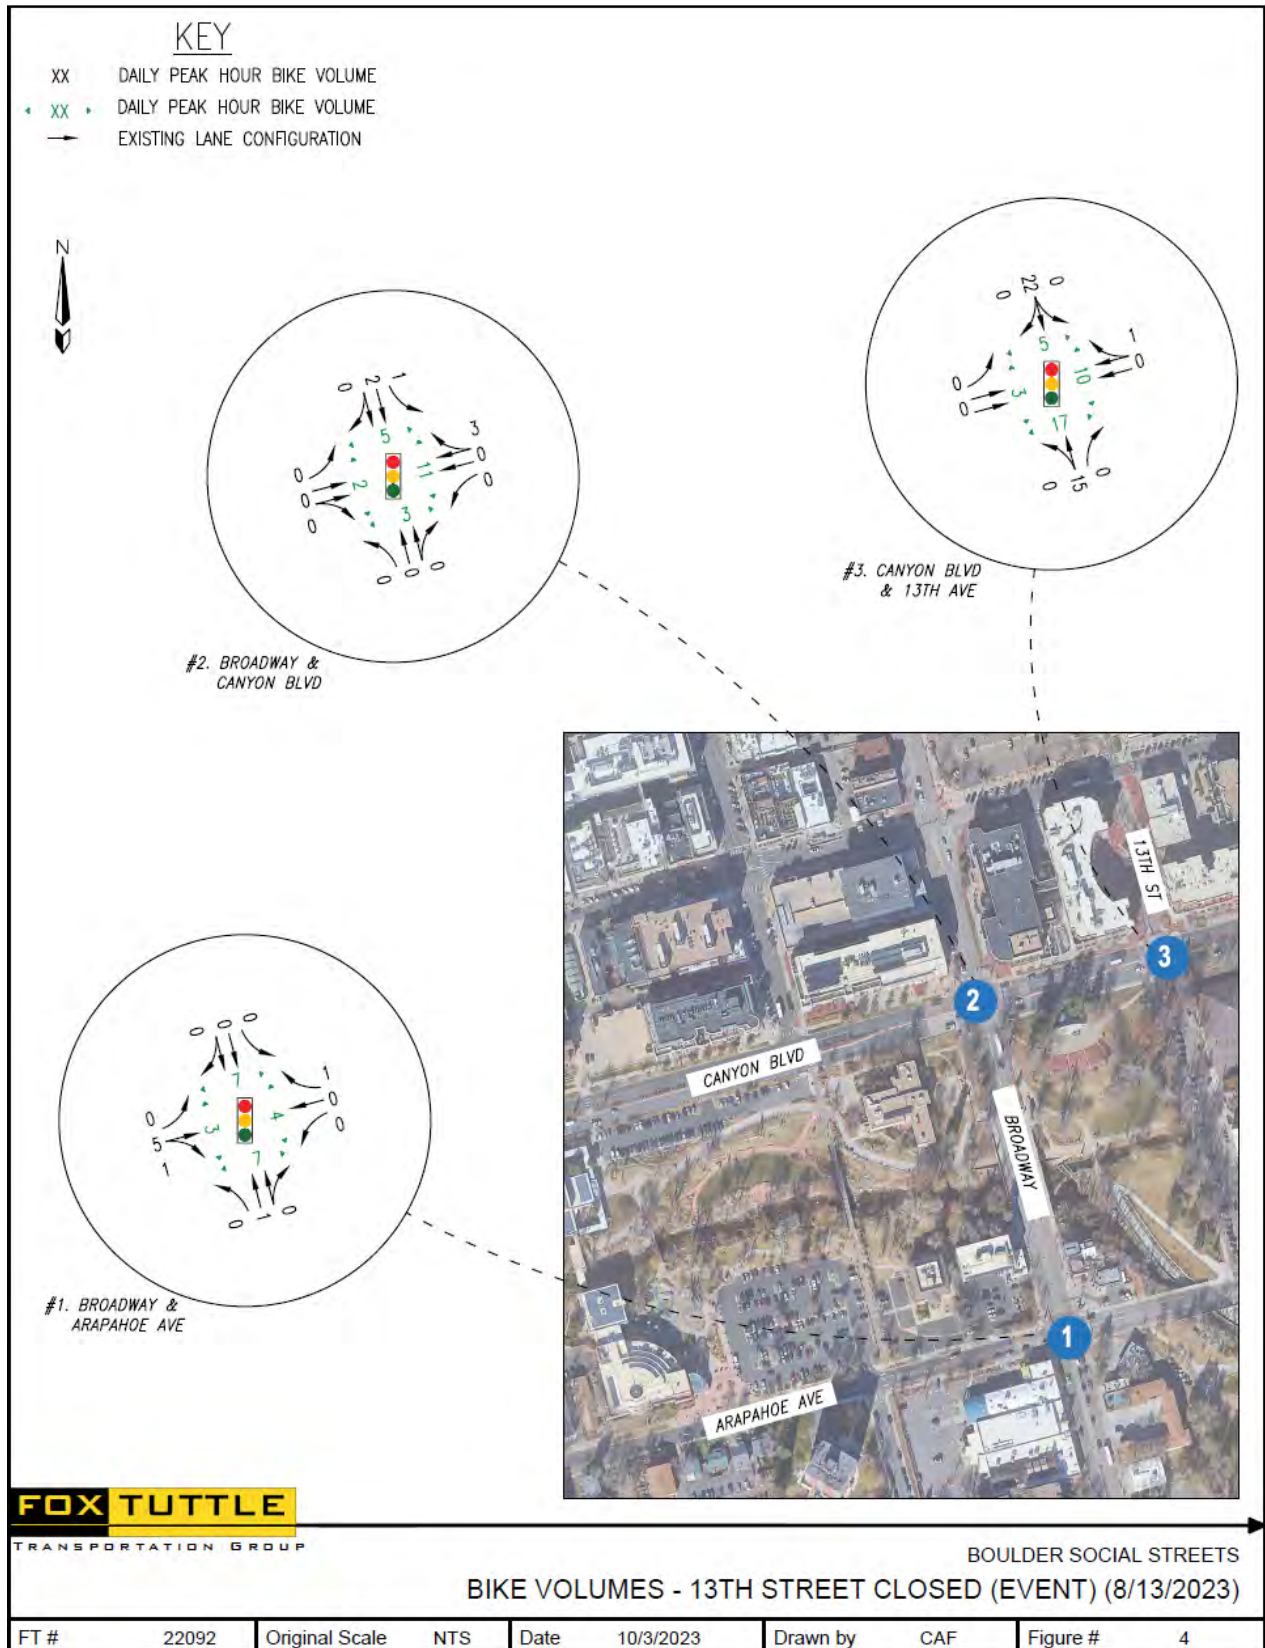 KEY
XX DAILY PEAK HOUR BIKE VOLUME
XX DAILY PEAK HOUR BIKE VOLUME
EXISTING LANE CONFIGURATION
N
0 22 0
1
0
0
0
5
10
3
17
0 15 0
#3. CANYON BLVD
& 13TH AVE
0 2 1
3
0
0
0
0
0
5
11
2
3
0 0 0
#2. BROADWAY &
CANYON BLVD
13TH ST
3
2
CANYON BLVD
BROADWAY
1
ARAPAHOE AVE
0 0 0
1
0
0
0
5
1
7
4
3
7
0 1 0
#1. BROADWAY &
ARAPAHOE AVE
FOX TUTTLE
TRANSPORTATION GROUP
BOULDER SOCIAL STREETS
BIKE VOLUMES - 13TH STREET CLOSED (EVENT) (8/13/2023)
FT # 22092 Original Scale NTS Date 10/3/2023 Drawn by CAF Figure # 4